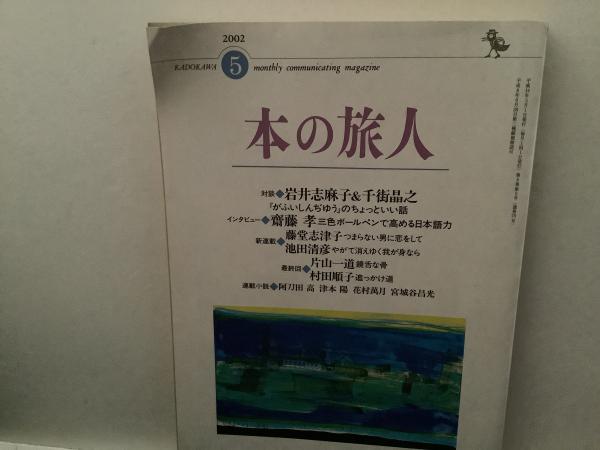 2002
KADOKAWA 5 monthly communicating magazine
本の旅人
対談◆岩井志麻子&千街晶之
「がふいしんぢゆう」のちょっといい話
インタビュー◆齋藤 孝 三色ボールペンで高める日本語力
新連載◆藤堂志津子 つまらない男に恋をして
池田清彦 やがて消えゆく我が身なら
最終回◆片山一道 饒舌な骨
村田順子 追っかけ道
連載小説◆阿刀田 高 津本 陽 花村萬月 宮城谷昌光